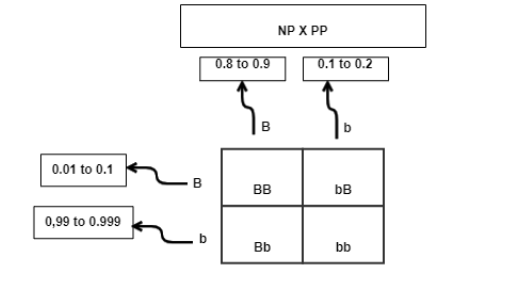 NP X PP
0.8 to 0.9 0.1 to 0.2
B b
0.01 to 0.1 B BB bB
0,99 to 0.999 b Bb bb